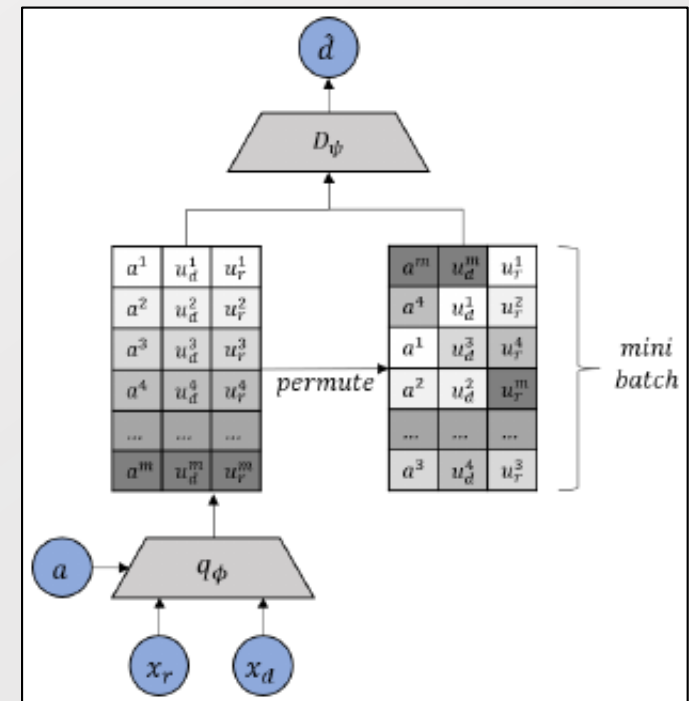 d̂
D_ψ
a^1 u_d^1 u_r^1
a^2 u_d^2 u_r^2
a^3 u_d^3 u_r^3
a^4 u_d^4 u_r^4
... ... ...
a^m u_d^m u_r^m
permute
a^m u_d^m u_r^1
a^4 u_d^1 u_r^2
a^1 u_d^3 u_r^4
a^2 u_d^2 u_r^m
... ... ...
a^3 u_d^4 u_r^3
mini
batch
a
q_ϕ
x_r x_d